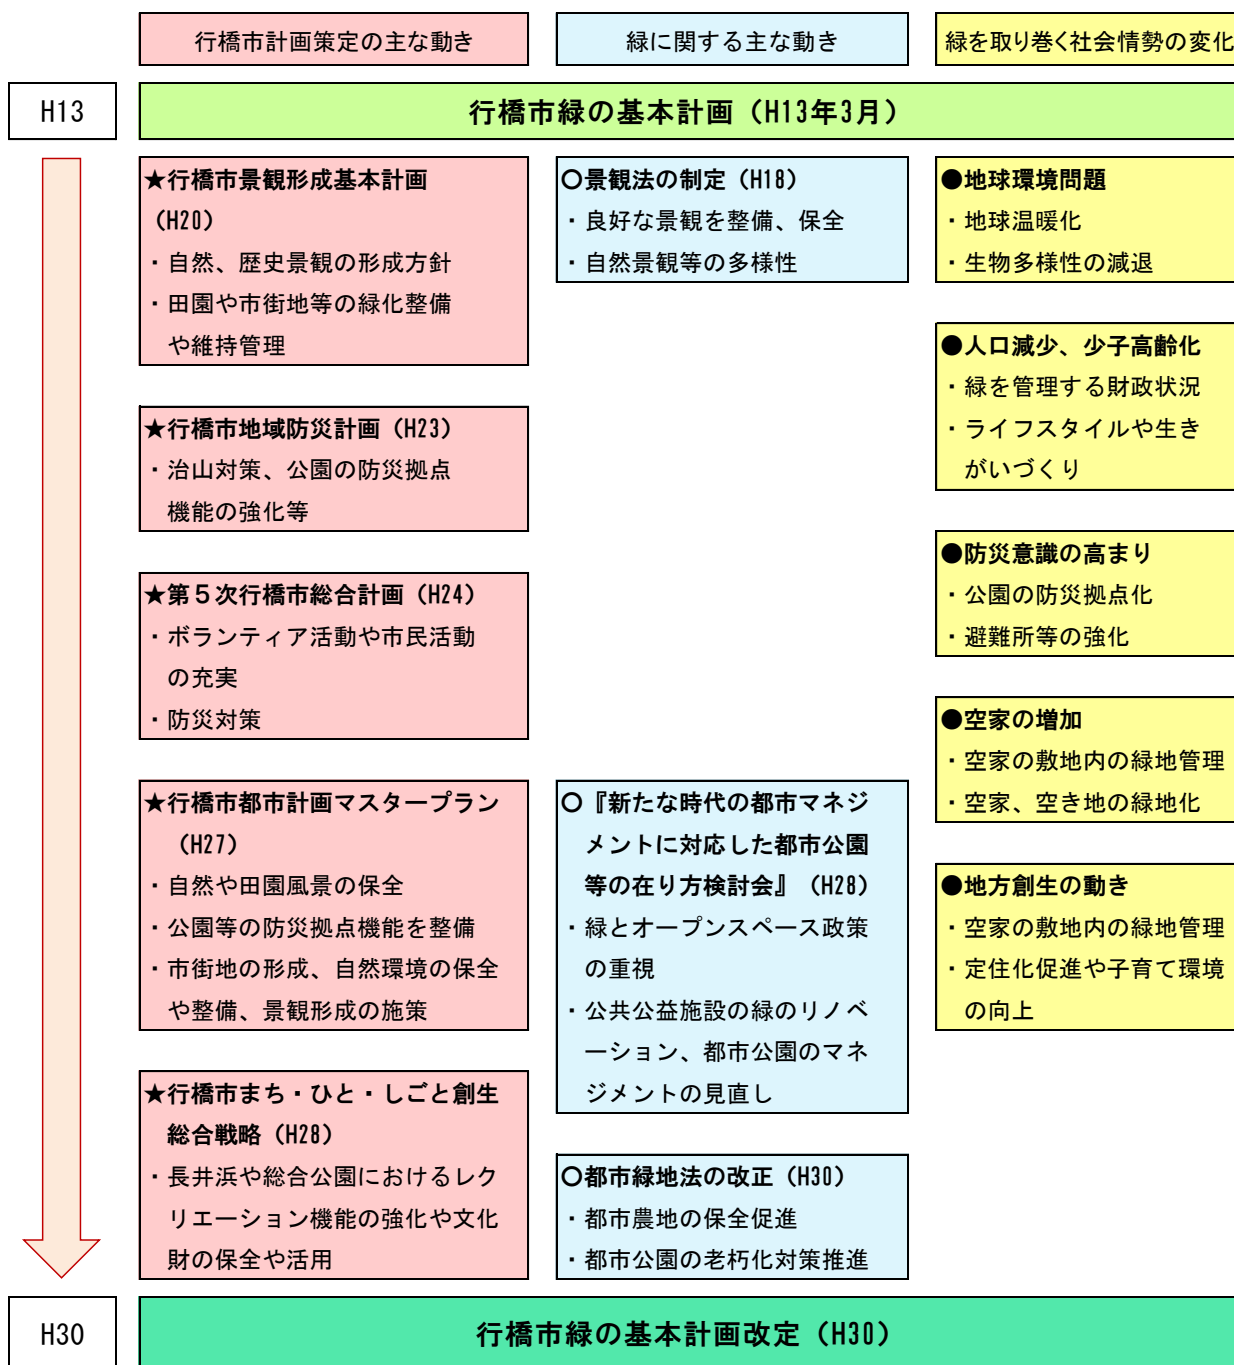 行橋市計画策定の主な動き
緑に関する主な動き
緑を取り巻く社会情勢の変化
H13
行橋市緑の基本計画（H13年3月）
★行橋市景観形成基本計画
（H20）
・自然、歴史景観の形成方針
・田園や市街地等の緑化整備
や維持管理
★行橋市地域防災計画（H23）
・治山対策、公園の防災拠点
機能の強化等
★第５次行橋市総合計画（H24）
・ボランティア活動や市民活動
の充実
・防災対策
★行橋市都市計画マスタープラン
（H27）
・自然や田園風景の保全
・公園等の防災拠点機能を整備
・市街地の形成、自然環境の保全
や整備、景観形成の施策
★行橋市まち・ひと・しごと創生
総合戦略（H28）
・長井浜や総合公園におけるレク
リエーション機能の強化や文化
財の保全や活用
○景観法の制定（H18）
・良好な景観を整備、保全
・自然景観等の多様性
○『新たな時代の都市マネジ
メントに対応した都市公園
等の在り方検討会』（H28）
・緑とオープンスペース政策
の重視
・公共公益施設の緑のリノベ
ーション、都市公園のマネ
ジメントの見直し
○都市緑地法の改正（H30）
・都市農地の保全促進
・都市公園の老朽化対策推進
●地球環境問題
・地球温暖化
・生物多様性の減退
●人口減少、少子高齢化
・緑を管理する財政状況
・ライフスタイルや生き
がいづくり
●防災意識の高まり
・公園の防災拠点化
・避難所等の強化
●空家の増加
・空家の敷地内の緑地管理
・空家、空き地の緑地化
●地方創生の動き
・空家の敷地内の緑地管理
・定住化促進や子育て環境
の向上
H30
行橋市緑の基本計画改定（H30）